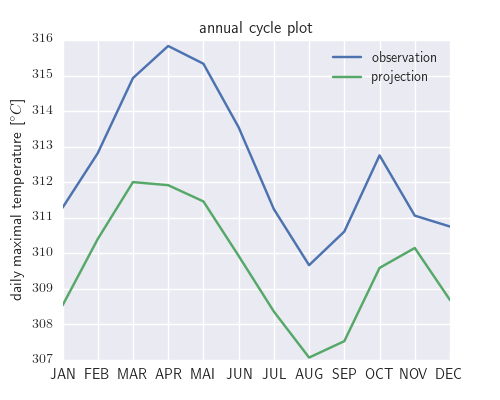 annual cycle plot
316
315
314
313
312
311
310
309
308
307
daily maximal temperature [°C]
observation
projection
JAN FEB MAR APR MAI JUN JUL AUG SEP OCT NOV DEC